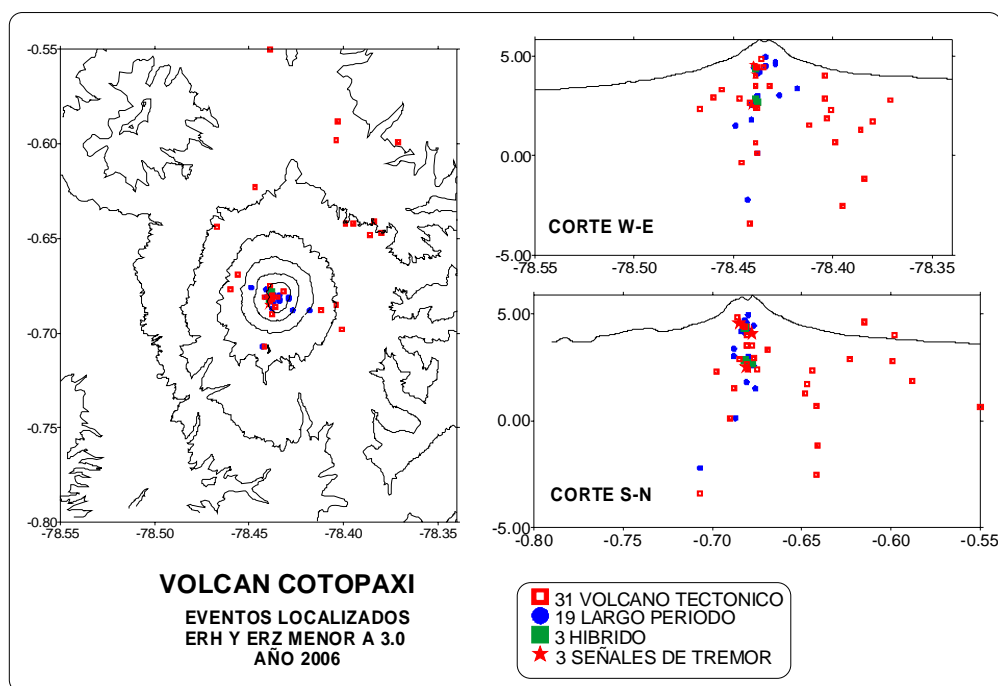 -0.55
-0.60
-0.65
-0.70
-0.75
-0.80
-78.55
-78.50
-78.45
-78.40
-78.35
5.00
0.00
-5.00
CORTE W-E
-78.55
-78.50
-78.45
-78.40
-78.35
5.00
0.00
-5.00
CORTE S-N
-0.80
-0.75
-0.70
-0.65
-0.60
-0.55
VOLCAN COTOPAXI
EVENTOS LOCALIZADOS
ERH Y ERZ MENOR A 3.0
AÑO 2006
31 VOLCANO TECTONICO
19 LARGO PERIODO
3 HIBRIDO
3 SEÑALES DE TREMOR